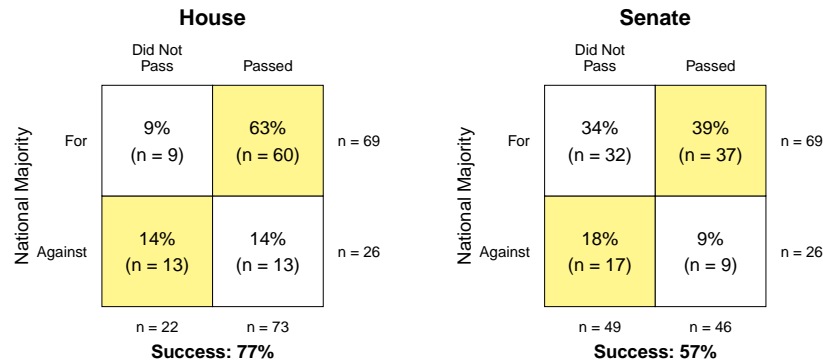 House
Did Not
Pass
Passed
National Majority
For
9%
(n = 9)
63%
(n = 60)
n = 69
Against
14%
(n = 13)
14%
(n = 13)
n = 26
n = 22
n = 73
Success: 77%
Senate
Did Not
Pass
Passed
National Majority
For
34%
(n = 32)
39%
(n = 37)
n = 69
Against
18%
(n = 17)
9%
(n = 9)
n = 26
n = 49
n = 46
Success: 57%